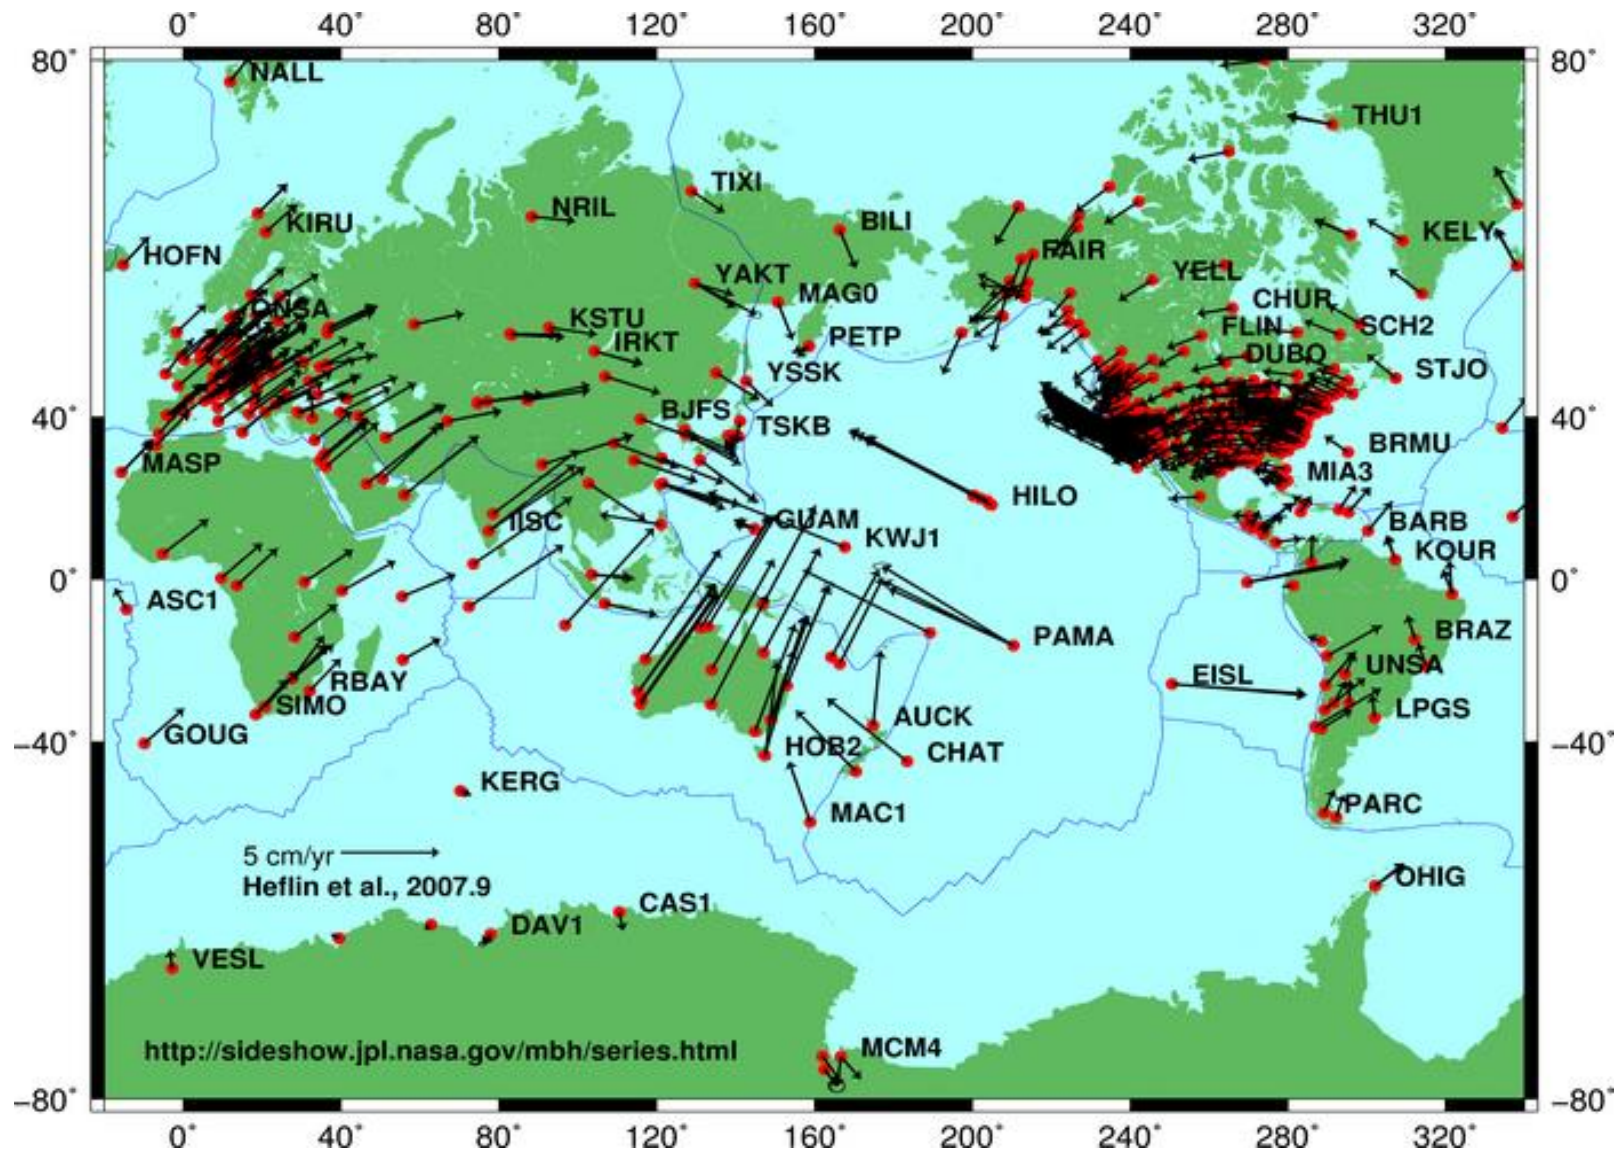 0° 40° 80° 120° 160° 200° 240° 280° 320°
80° 80°
NALL
THU1
TIXI
NRIL
KIRU
BILI
KELY
HOFN
FAIR
YAKT
YELL
MAG0
CHUR
ONSA
KSTU
FLIN
SCH2
PETP
IRKT
DUBO
YSSK
STJO
BJFS
40° 40°
TSKB
BRMU
MASP
MIA3
HILO
IISC
GUAM
BARB
KWJ1
KOUR
0° 0°
ASC1
PAMA
BRAZ
UNSA
EISL
RBAY
SIMO
LPGS
AUCK
GOUG
−40° −40°
HOB2
CHAT
KERG
PARC
MAC1
5 cm/yr
Heflin et al., 2007.9
OHIG
CAS1
DAV1
VESL
MCM4
http://sideshow.jpl.nasa.gov/mbh/series.html
−80° −80°
0° 40° 80° 120° 160° 200° 240° 280° 320°